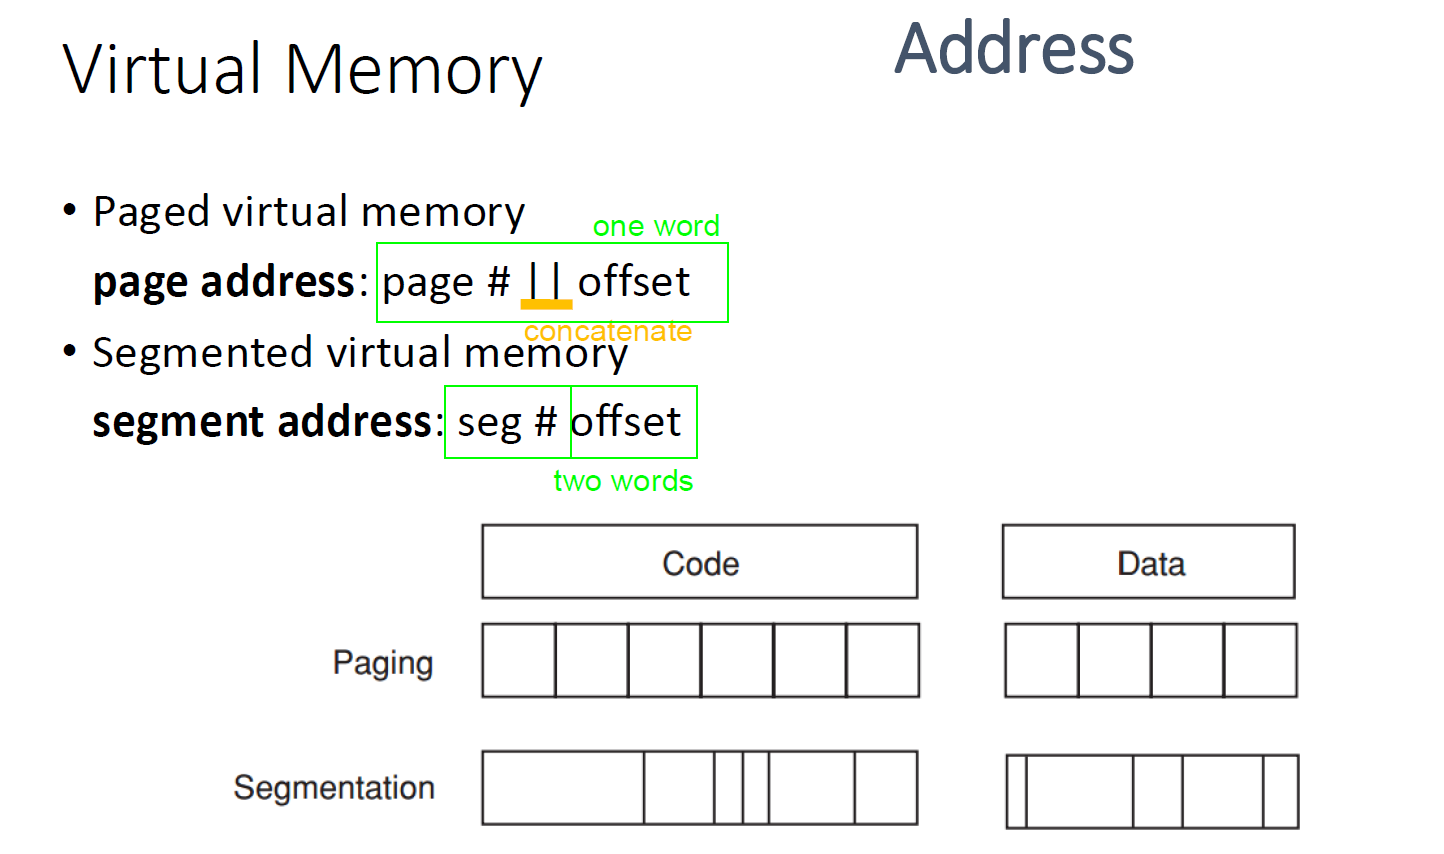 Virtual Memory
Address
• Paged virtual memory
one word
page address: page # || offset
concatenate
• Segmented virtual memory
segment address: seg # offset
two words
Code
Data
Paging
Segmentation